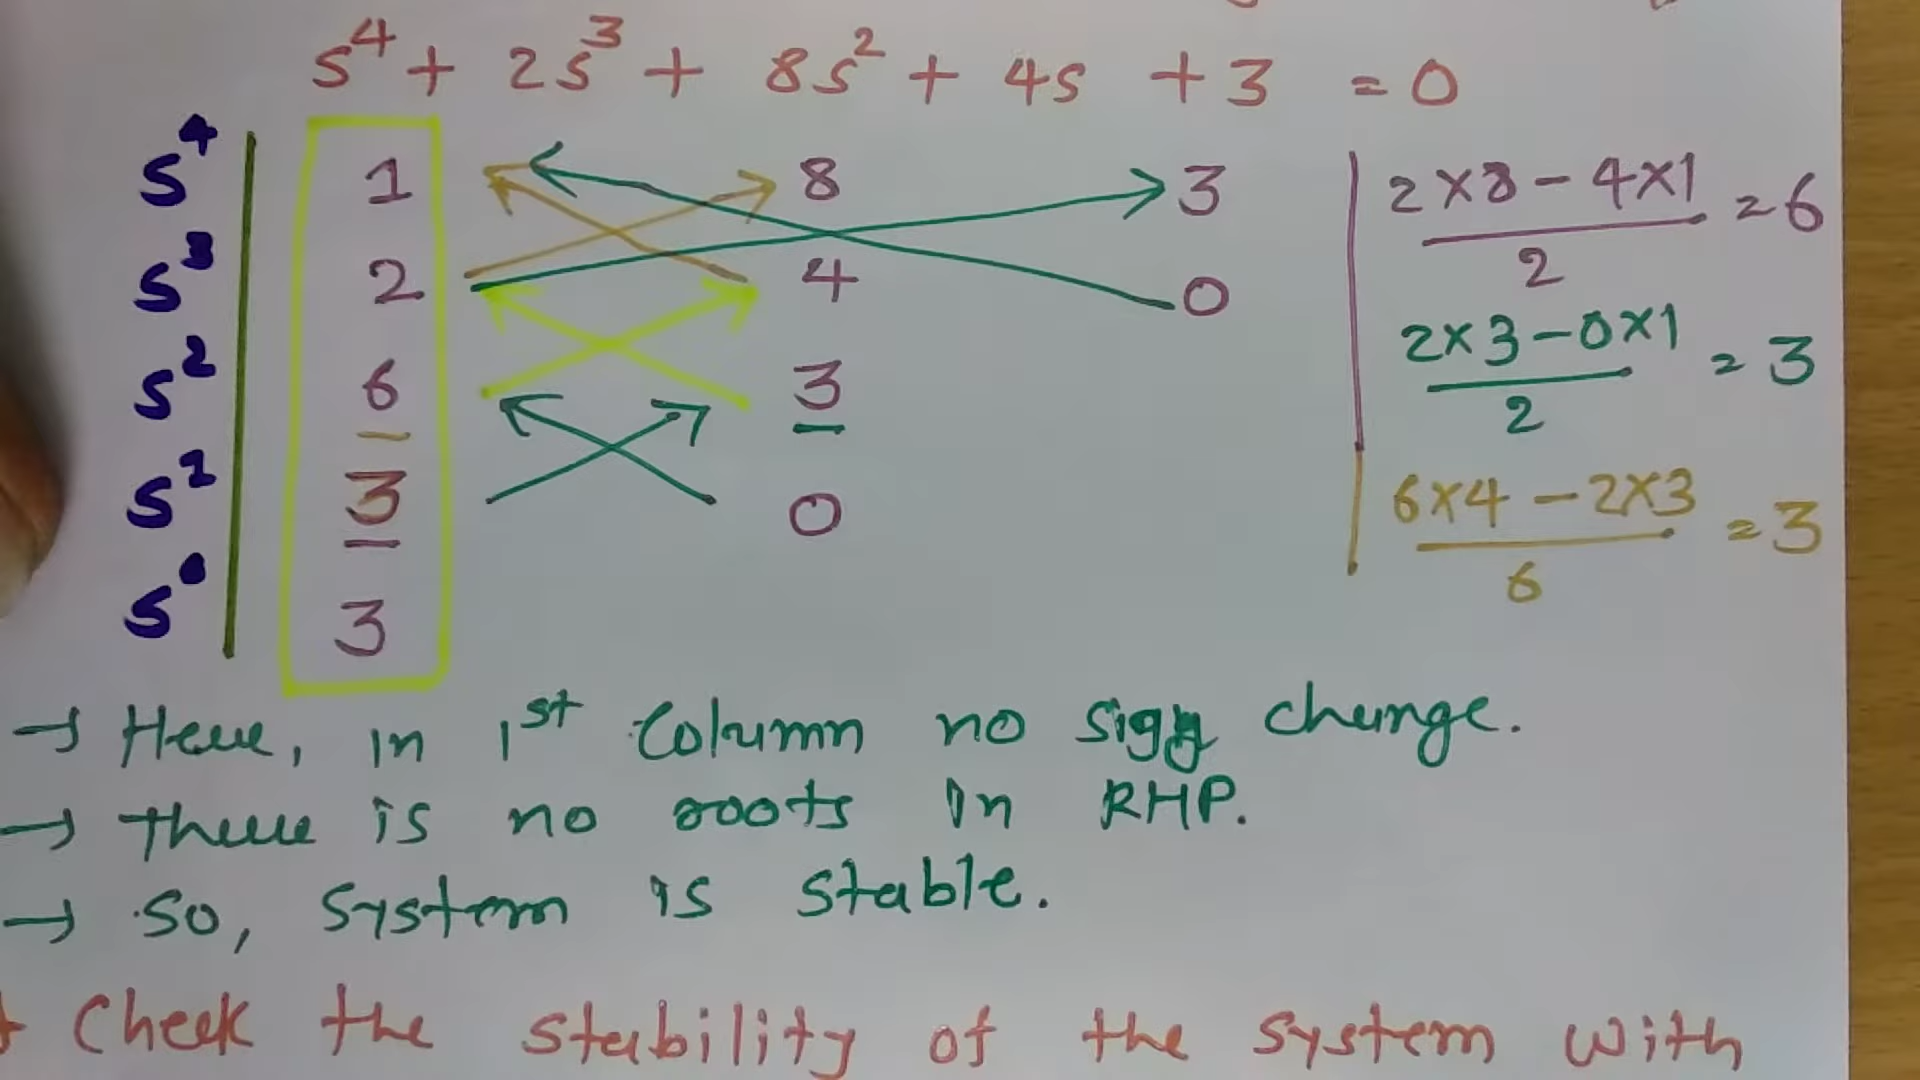 s⁴ + 2s³ + 8s² + 4s + 3 = 0
s⁴ 1 8 3
s³ 2 4 0
s² 6 3
s¹ 3 0
s⁰ 3
2×8 - 4×1 / 2 = 6
2×3 - 0×1 / 2 = 3
6×4 - 2×3 / 6 = 3
→ Here, in 1st Column no sign change.
→ There is no roots in RHP.
→ So, system is stable.
Check the stability of the system with